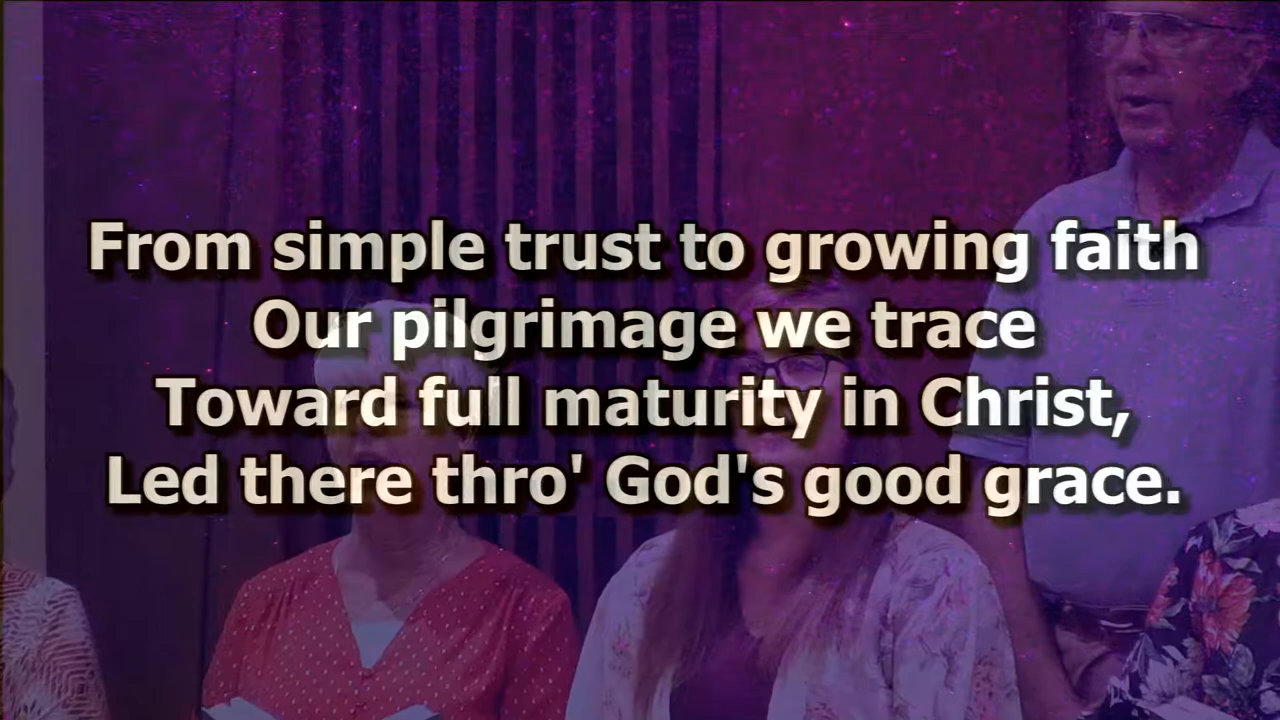 From simple trust to growing faith
Our pilgrimage we trace
Toward full maturity in Christ,
Led there thro' God's good grace.